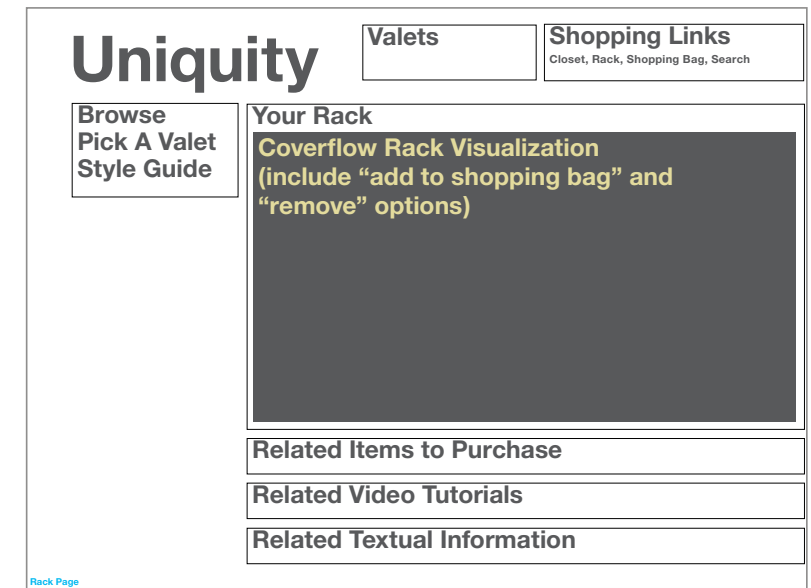 Uniquity
Valets
Shopping Links
Closet, Rack, Shopping Bag, Search
Browse
Pick A Valet
Style Guide
Your Rack
Coverflow Rack Visualization
(include “add to shopping bag” and
“remove” options)
Related Items to Purchase
Related Video Tutorials
Related Textual Information
Rack Page